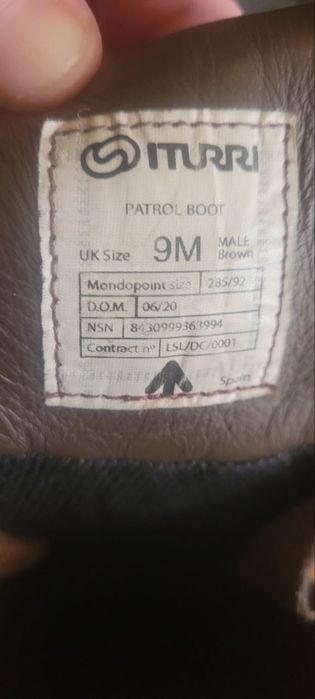 ITURRI
PATROL BOOT
UK Size 9M MALE Brown
Mondopoint size 285/92
D.O.M. 06/20
NSN 8430999363994
Contract nº LSL/DC/0001
Spain